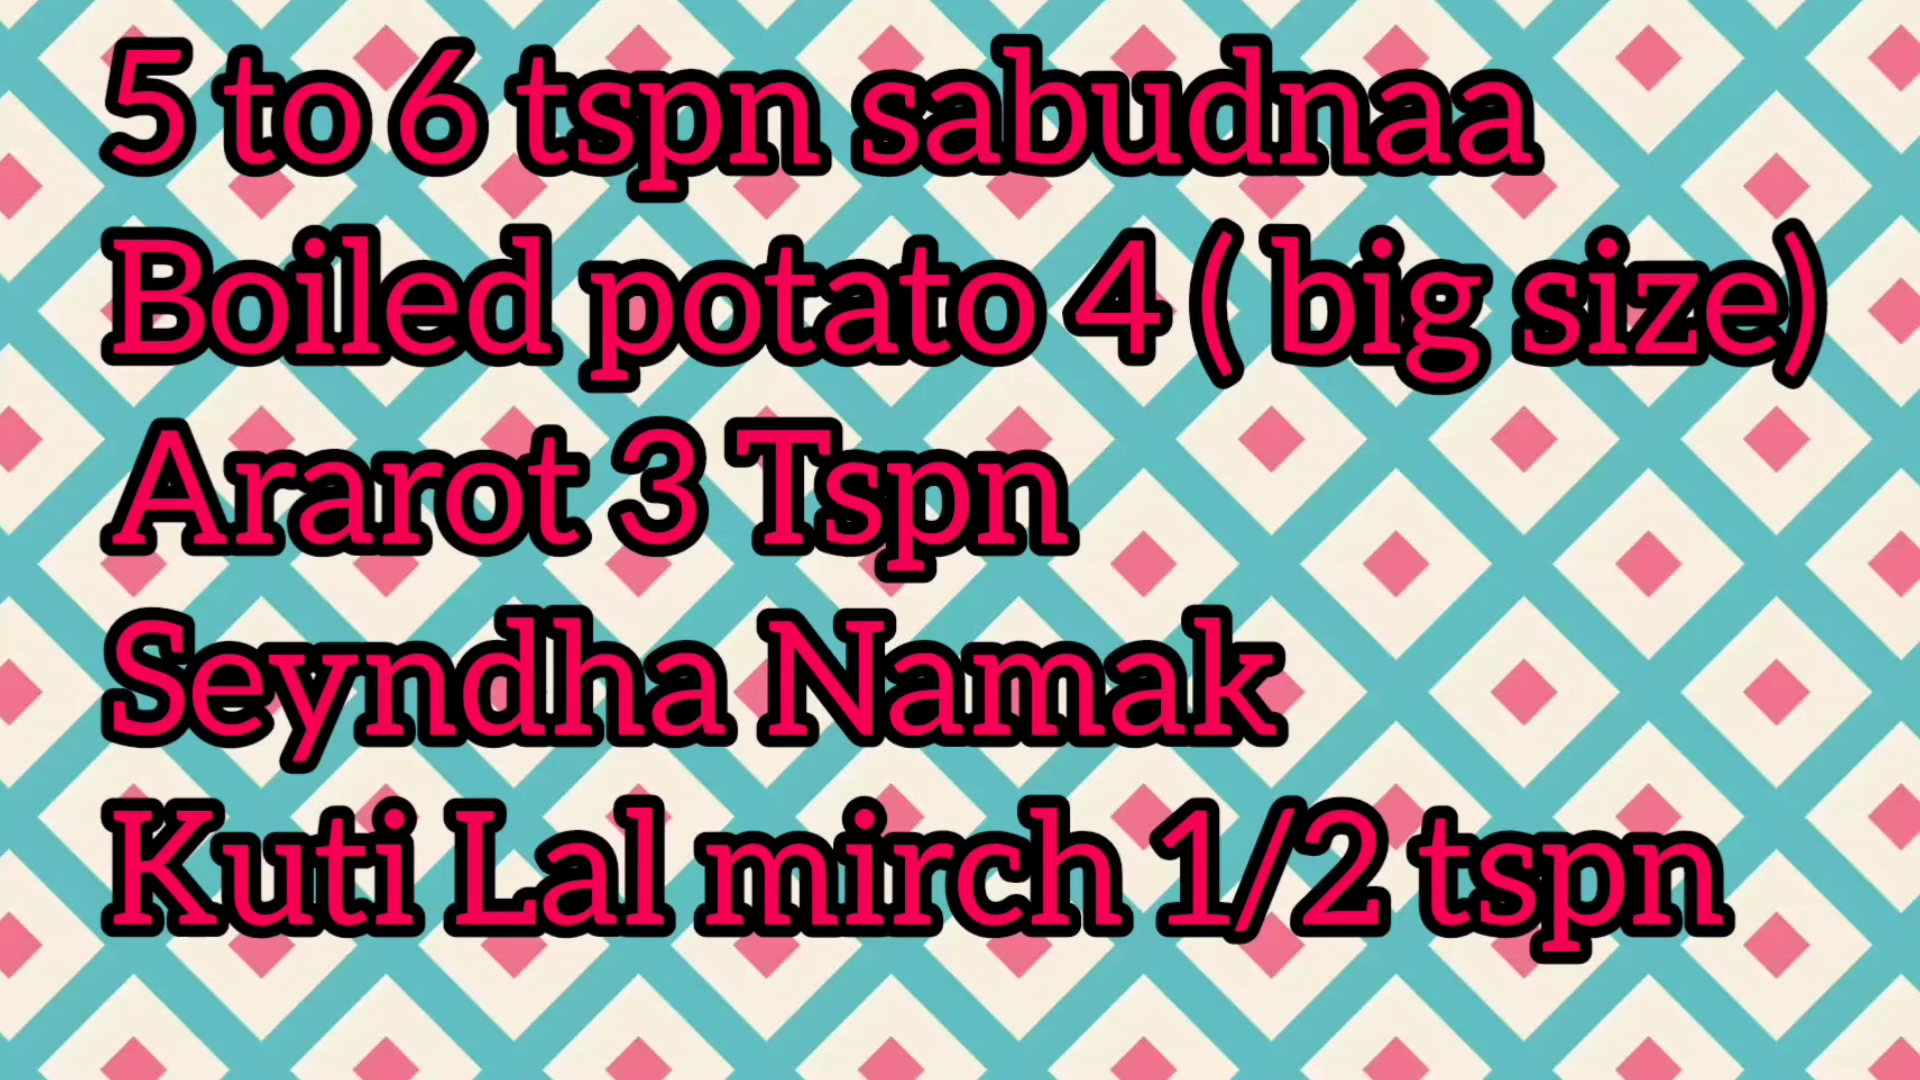 5 to 6 tspn sabudnaa
Boiled potato 4 ( big size)
Ararot 3 Tspn
Seyndha Namak
Kuti Lal mirch 1/2 tspn